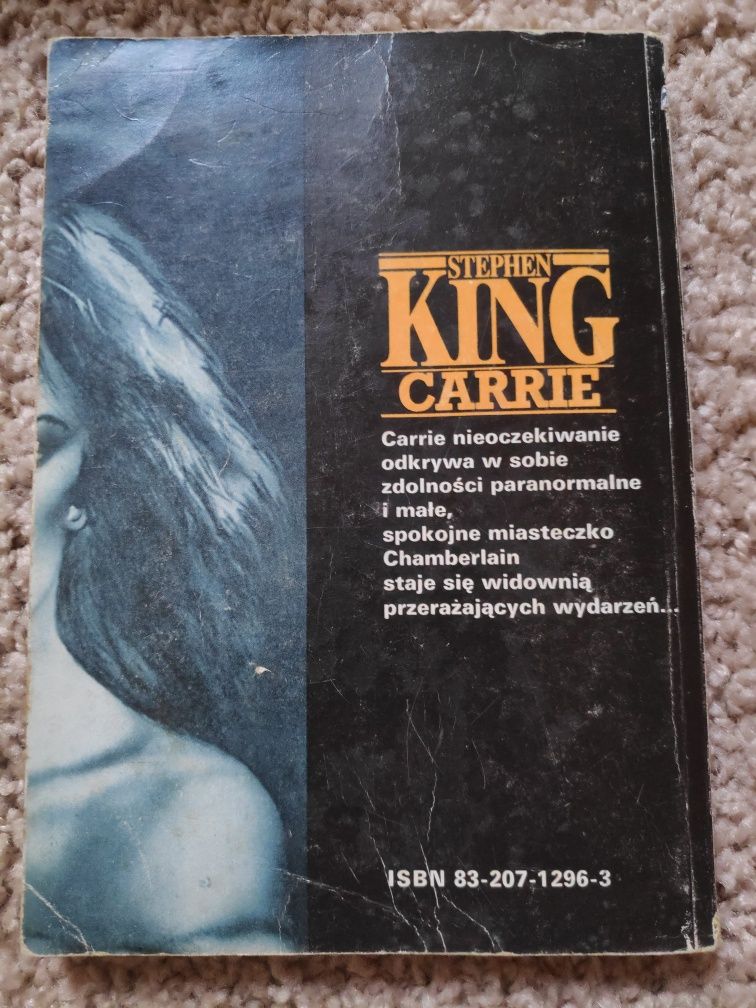 STEPHEN
KING
CARRIE
Carrie nieoczekiwanie
odkrywa w sobie
zdolności paranormalne
i małe,
spokojne miasteczko
Chamberlain
staje się widownią
przerażających wydarzeń...
ISBN 83-207-1296-3